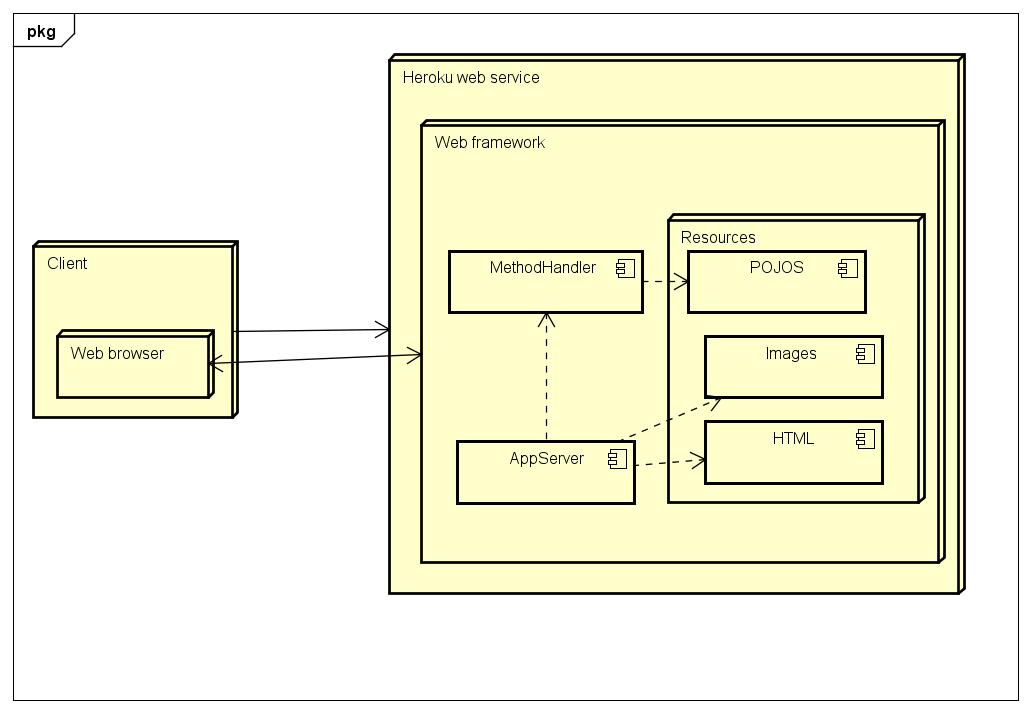 pkg
Heroku web service
Web framework
Resources
Client
MethodHandler
POJOS
Web browser
Images
HTML
AppServer